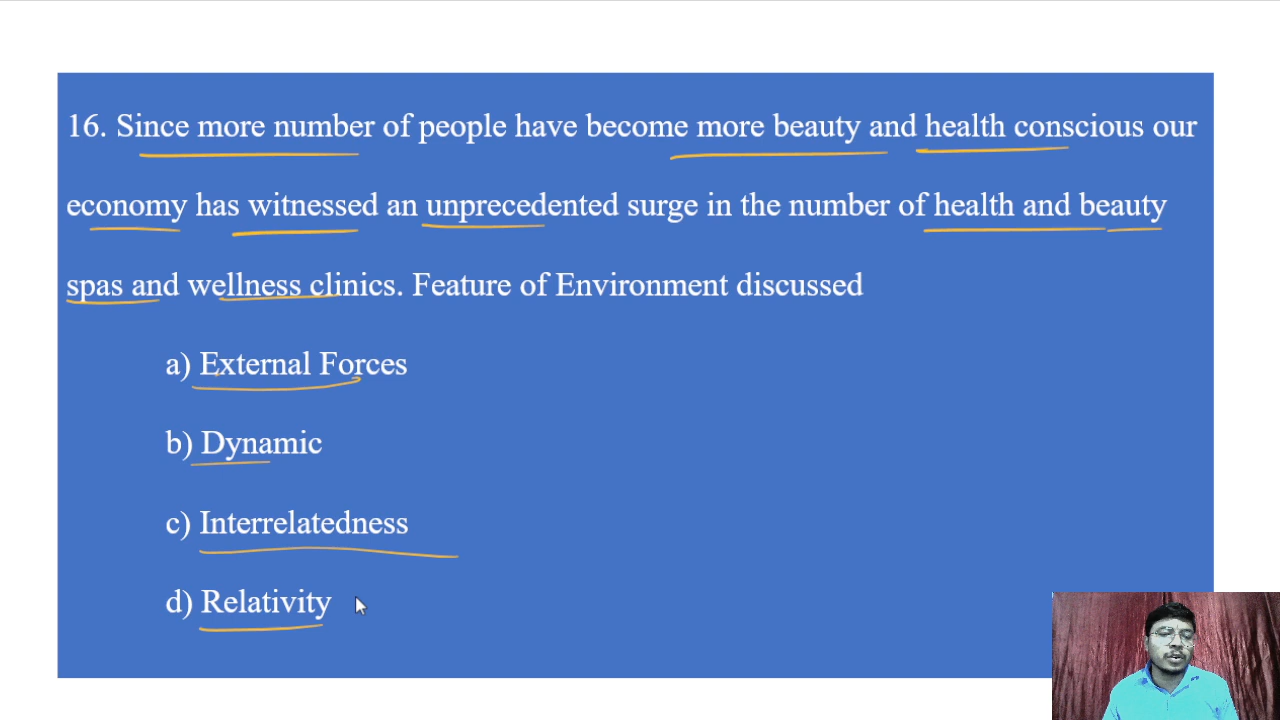 16. Since more number of people have become more beauty and health conscious our
economy has witnessed an unprecedented surge in the number of health and beauty
spas and wellness clinics. Feature of Environment discussed
a) External Forces
b) Dynamic
c) Interrelatedness
d) Relativity